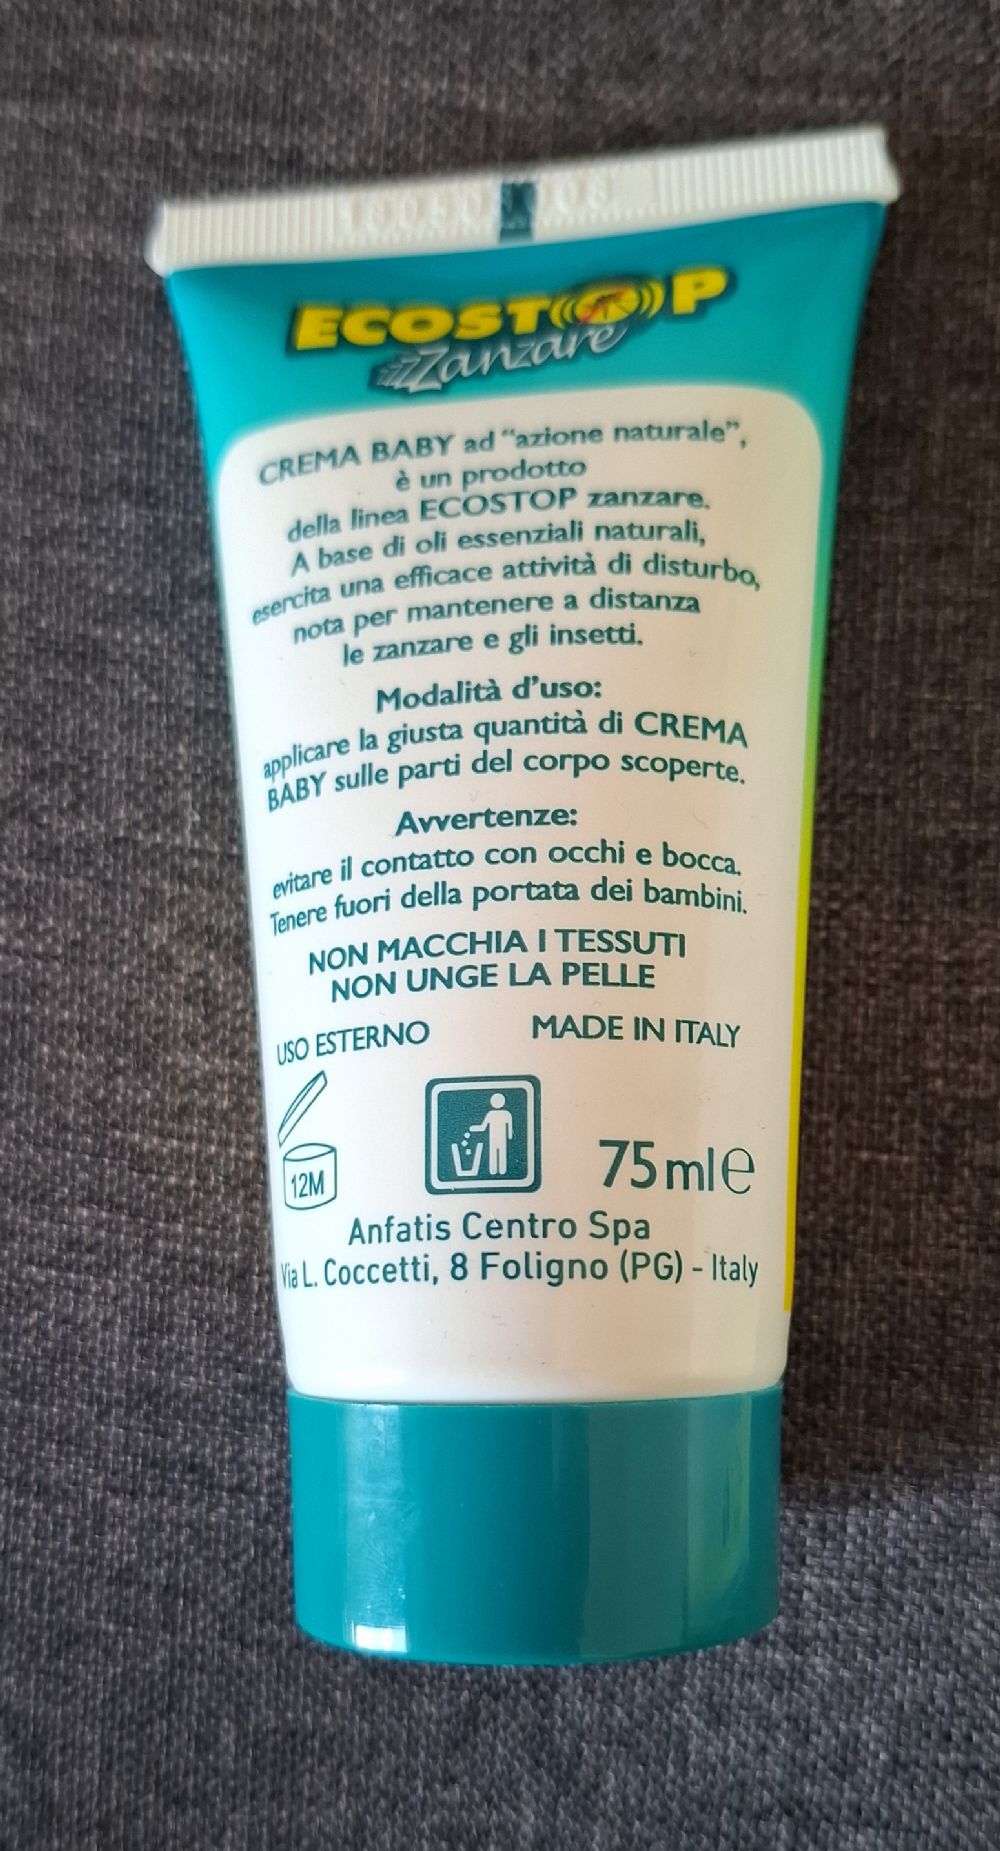 ECOSTOP
zzZanzare
CREMA BABY ad “azione naturale”,
è un prodotto
della linea ECOSTOP zanzare.
A base di oli essenziali naturali,
esercita una efficace attività di disturbo,
nota per mantenere a distanza
le zanzare e gli insetti.
Modalità d’uso:
applicare la giusta quantità di CREMA
BABY sulle parti del corpo scoperte.
Avvertenze:
evitare il contatto con occhi e bocca.
Tenere fuori della portata dei bambini.
NON MACCHIA I TESSUTI
NON UNGE LA PELLE
USO ESTERNO MADE IN ITALY
12M
75 ml e
Anfatis Centro Spa
Via L. Coccetti, 8 Foligno (PG) - Italy